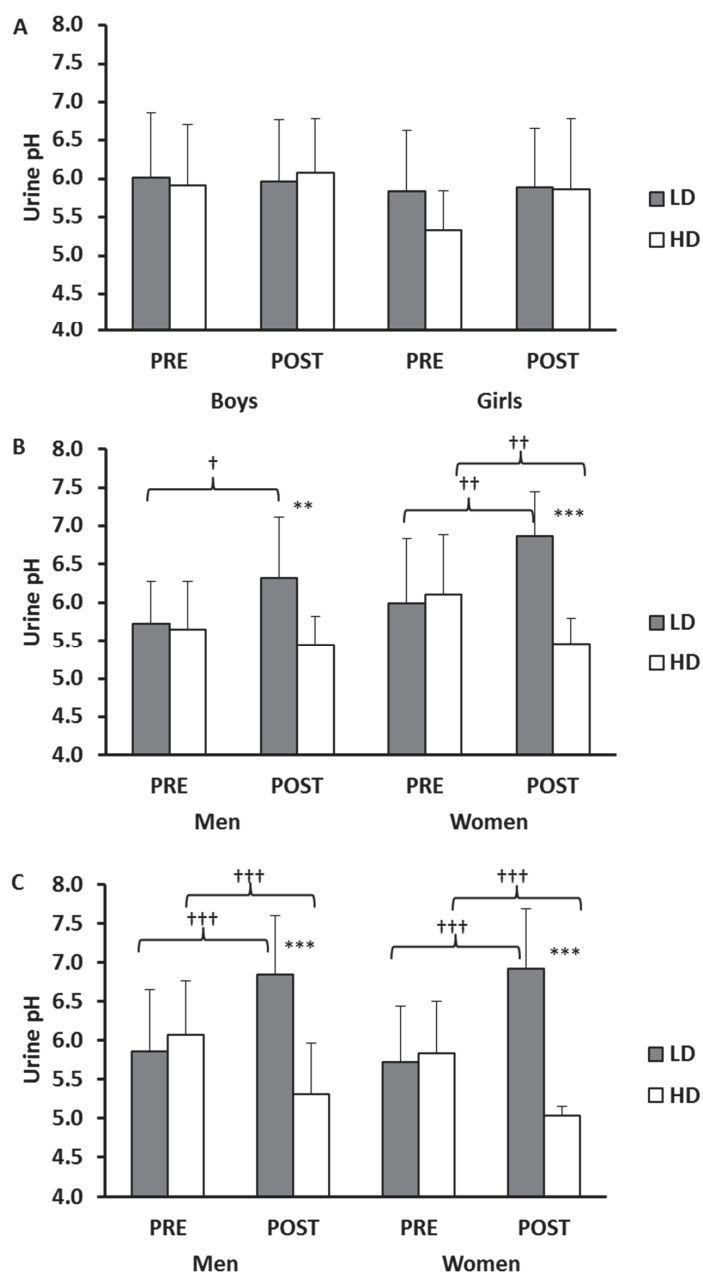 A
8.0
7.5
7.0
6.5
6.0
5.5
5.0
4.5
4.0
Urine pH
LD
HD
PRE POST PRE POST
Boys Girls
B
8.0
7.5
7.0
6.5
6.0
5.5
5.0
4.5
4.0
Urine pH
†
**
††
††
***
LD
HD
PRE POST PRE POST
Men Women
C
8.0
7.5
7.0
6.5
6.0
5.5
5.0
4.5
4.0
Urine pH
†††
†††
***
†††
†††
***
LD
HD
PRE POST PRE POST
Men Women